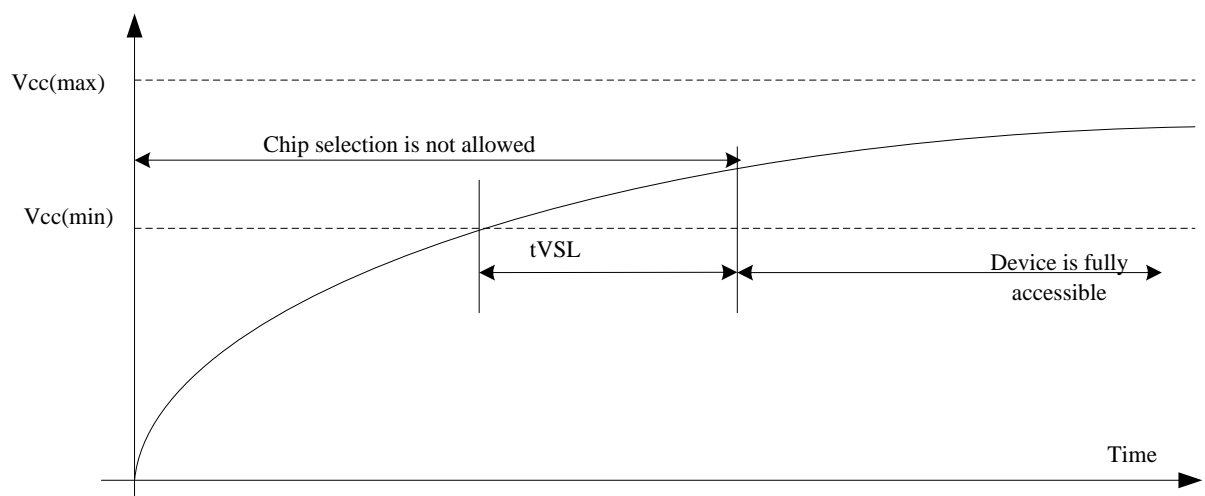 Vcc(max)
Chip selection is not allowed
Vcc(min)
tVSL
Device is fully
accessible
Time